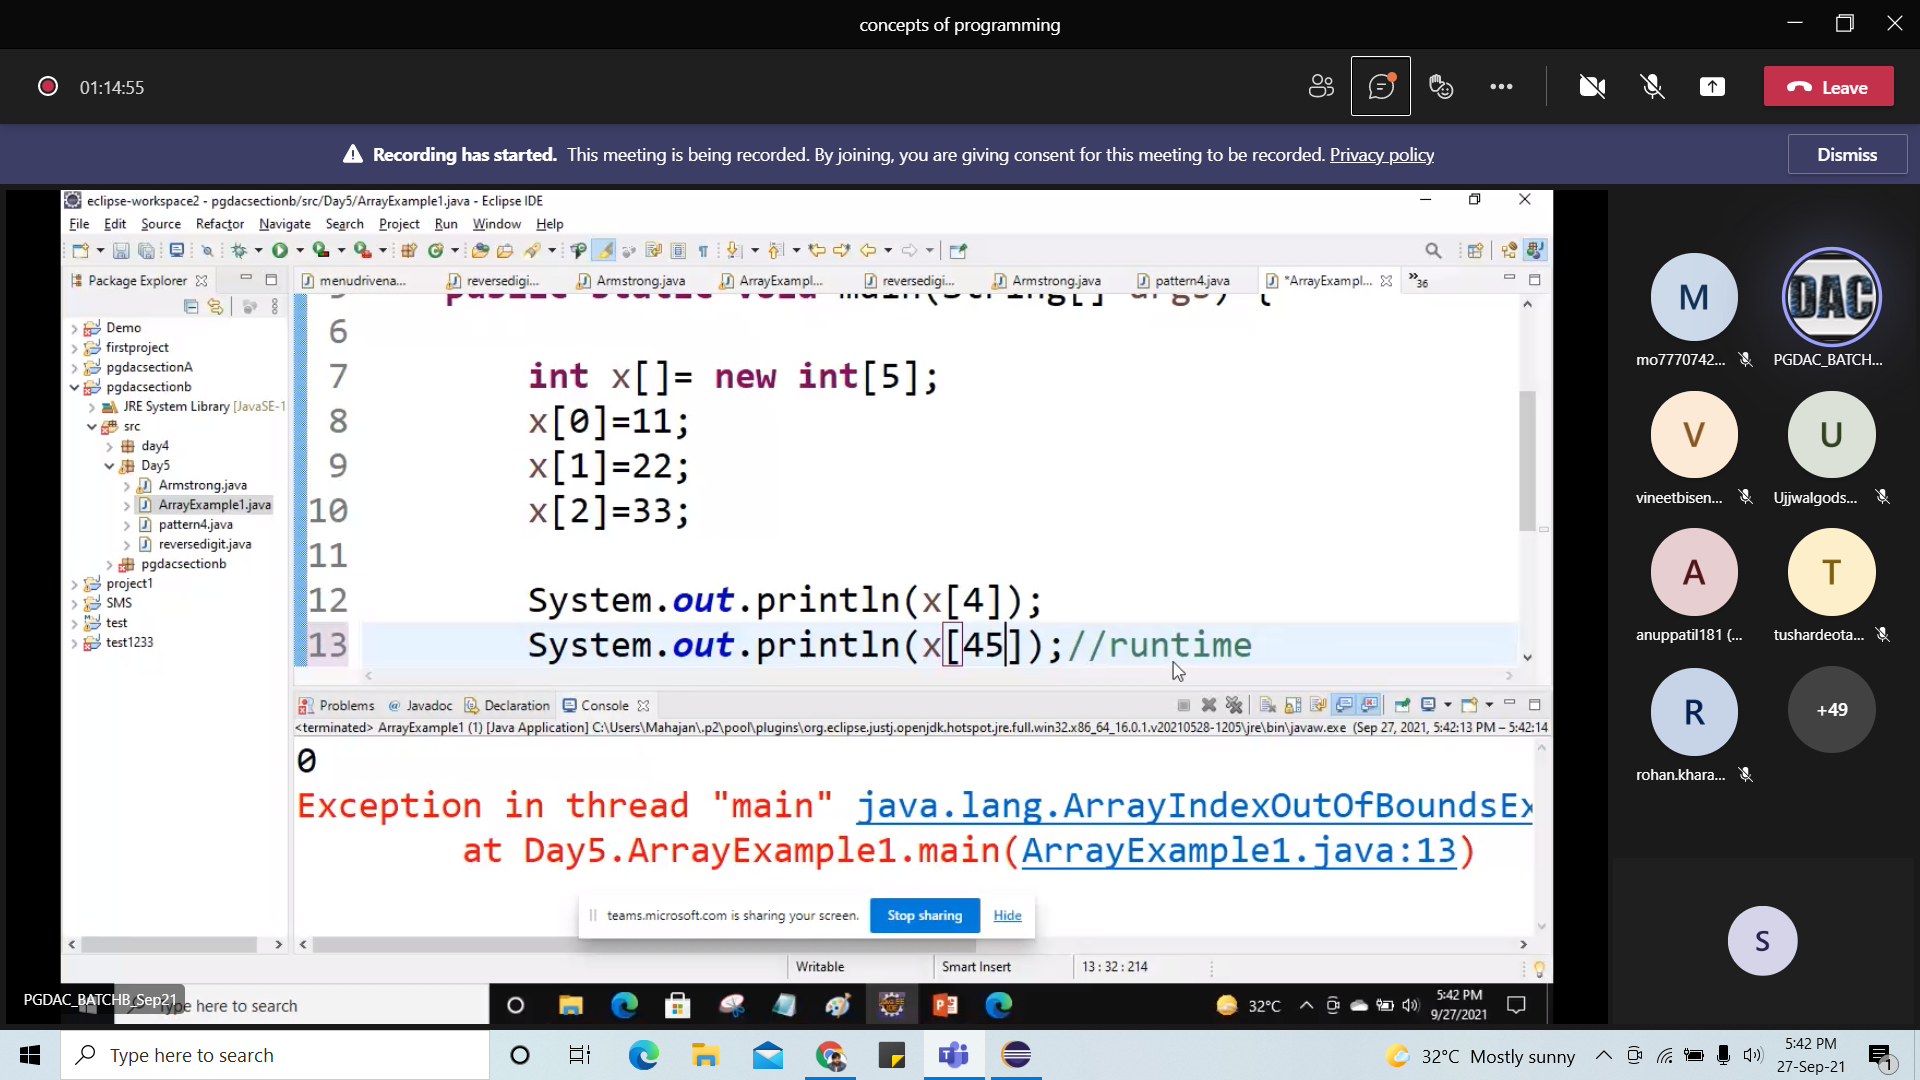 concepts of programming
01:14:55
Leave
Recording has started. This meeting is being recorded. By joining, you are giving consent for this meeting to be recorded. Privacy policy
Dismiss
eclipse-workspace2 - pgdacsectionb/src/Day5/ArrayExample1.java - Eclipse IDE
File Edit Source Refactor Navigate Search Project Run Window Help
Package Explorer
menudrivena... reversedigi... Armstrong.java ArrayExampl... reversedigi... Armstrong.java pattern4.java *ArrayExampl... »36
Demo
firstproject
pgdacsectionA
pgdacsectionb
JRE System Library [JavaSE-1
src
day4
Day5
Armstrong.java
ArrayExample1.java
pattern4.java
reversedigit.java
pgdacsectionb
project1
SMS
test
test1233
public static void main(String[] args) {
6
7 int x[]= new int[5];
8 x[0]=11;
9 x[1]=22;
10 x[2]=33;
11
12 System.out.println(x[4]);
13 System.out.println(x[45]);//runtime
Problems @ Javadoc Declaration Console
<terminated> ArrayExample1 (1) [Java Application] C:\Users\Mahajan\.p2\pool\plugins\org.eclipse.justj.openjdk.hotspot.jre.full.win32.x86_64_16.0.1.v20210528-1205\jre\bin\javaw.exe (Sep 27, 2021, 5:42:13 PM – 5:42:14
0
Exception in thread "main" java.lang.ArrayIndexOutOfBoundsEx
at Day5.ArrayExample1.main(ArrayExample1.java:13)
teams.microsoft.com is sharing your screen. Stop sharing Hide
Writable Smart Insert 13 : 32 : 214
PGDAC_BATCHB_Sep21
ype here to search
32°C
5:42 PM
9/27/2021
M
DAC
mo7770742... PGDAC_BATCH...
V
U
vineetbisen... Ujjwalgods...
A
T
anuppatil181 (... tushardeota...
R
+49
rohan.khara...
S
Type here to search
32°C Mostly sunny
5:42 PM
27-Sep-21
1